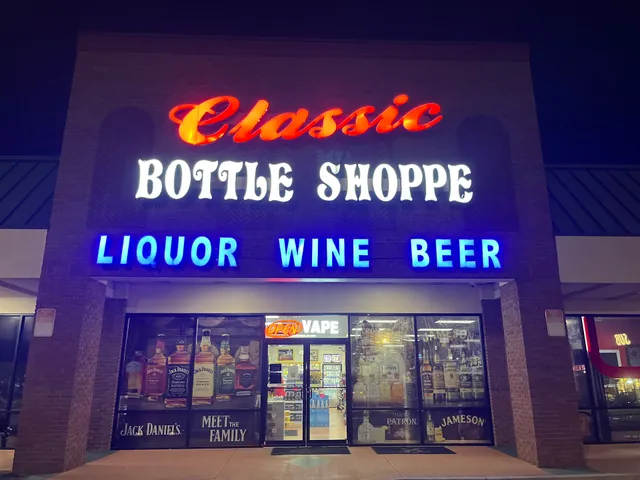 Classic
BOTTLE SHOPPE
LIQUOR WINE BEER
VAPE
JACK DANIEL'S
MEET THE FAMILY
PATRON
JAMESON